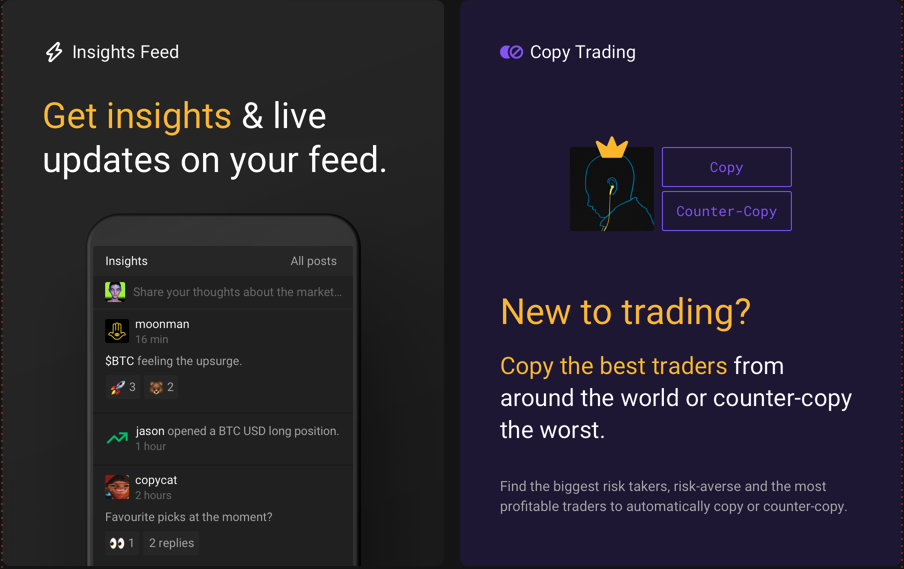 Insights Feed
Get insights & live
updates on your feed.
Insights
All posts
Share your thoughts about the market...
moonman
16 min
$BTC feeling the upsurge.
3
2
jason opened a BTC USD long position.
1 hour
copycat
2 hours
Favourite picks at the moment?
1
2 replies
Copy Trading
Copy
Counter-Copy
New to trading?
Copy the best traders from
around the world or counter-copy
the worst.
Find the biggest risk takers, risk-averse and the most
profitable traders to automatically copy or counter-copy.